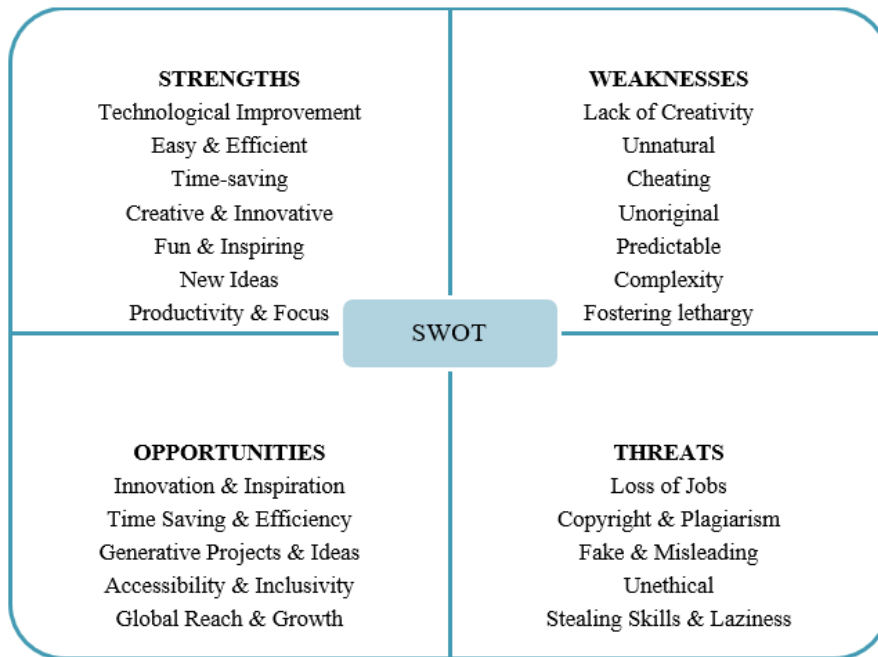 STRENGTHS
Technological Improvement
Easy & Efficient
Time-saving
Creative & Innovative
Fun & Inspiring
New Ideas
Productivity & Focus
WEAKNESSES
Lack of Creativity
Unnatural
Cheating
Unoriginal
Predictable
Complexity
Fostering lethargy
SWOT
OPPORTUNITIES
Innovation & Inspiration
Time Saving & Efficiency
Generative Projects & Ideas
Accessibility & Inclusivity
Global Reach & Growth
THREATS
Loss of Jobs
Copyright & Plagiarism
Fake & Misleading
Unethical
Stealing Skills & Laziness